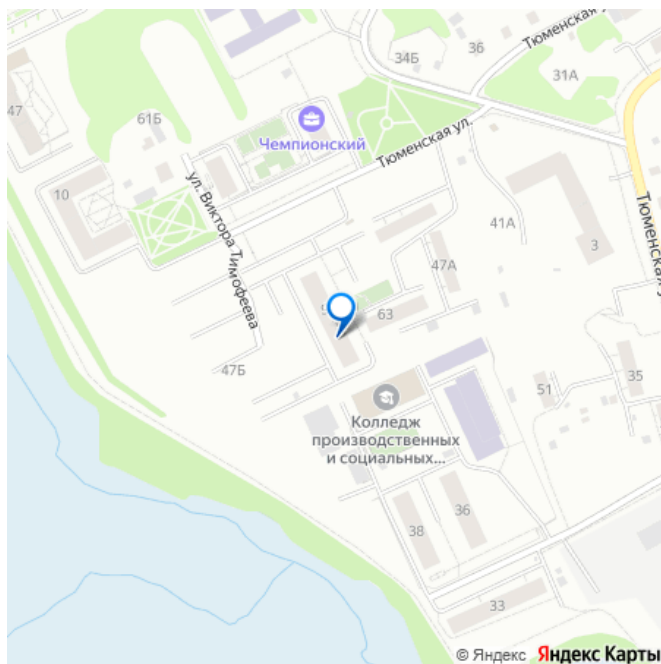 Тюменская у
36
34Б
31А
47
61Б
Чемпионский
Тюменская ул.
10
ул. Виктора Тимофеева
41А
3
47А
Тюменская у
63
47Б
35
51
Колледж
производственных
и социальных...
36
38
33
© Яндекс Яндекс Карты